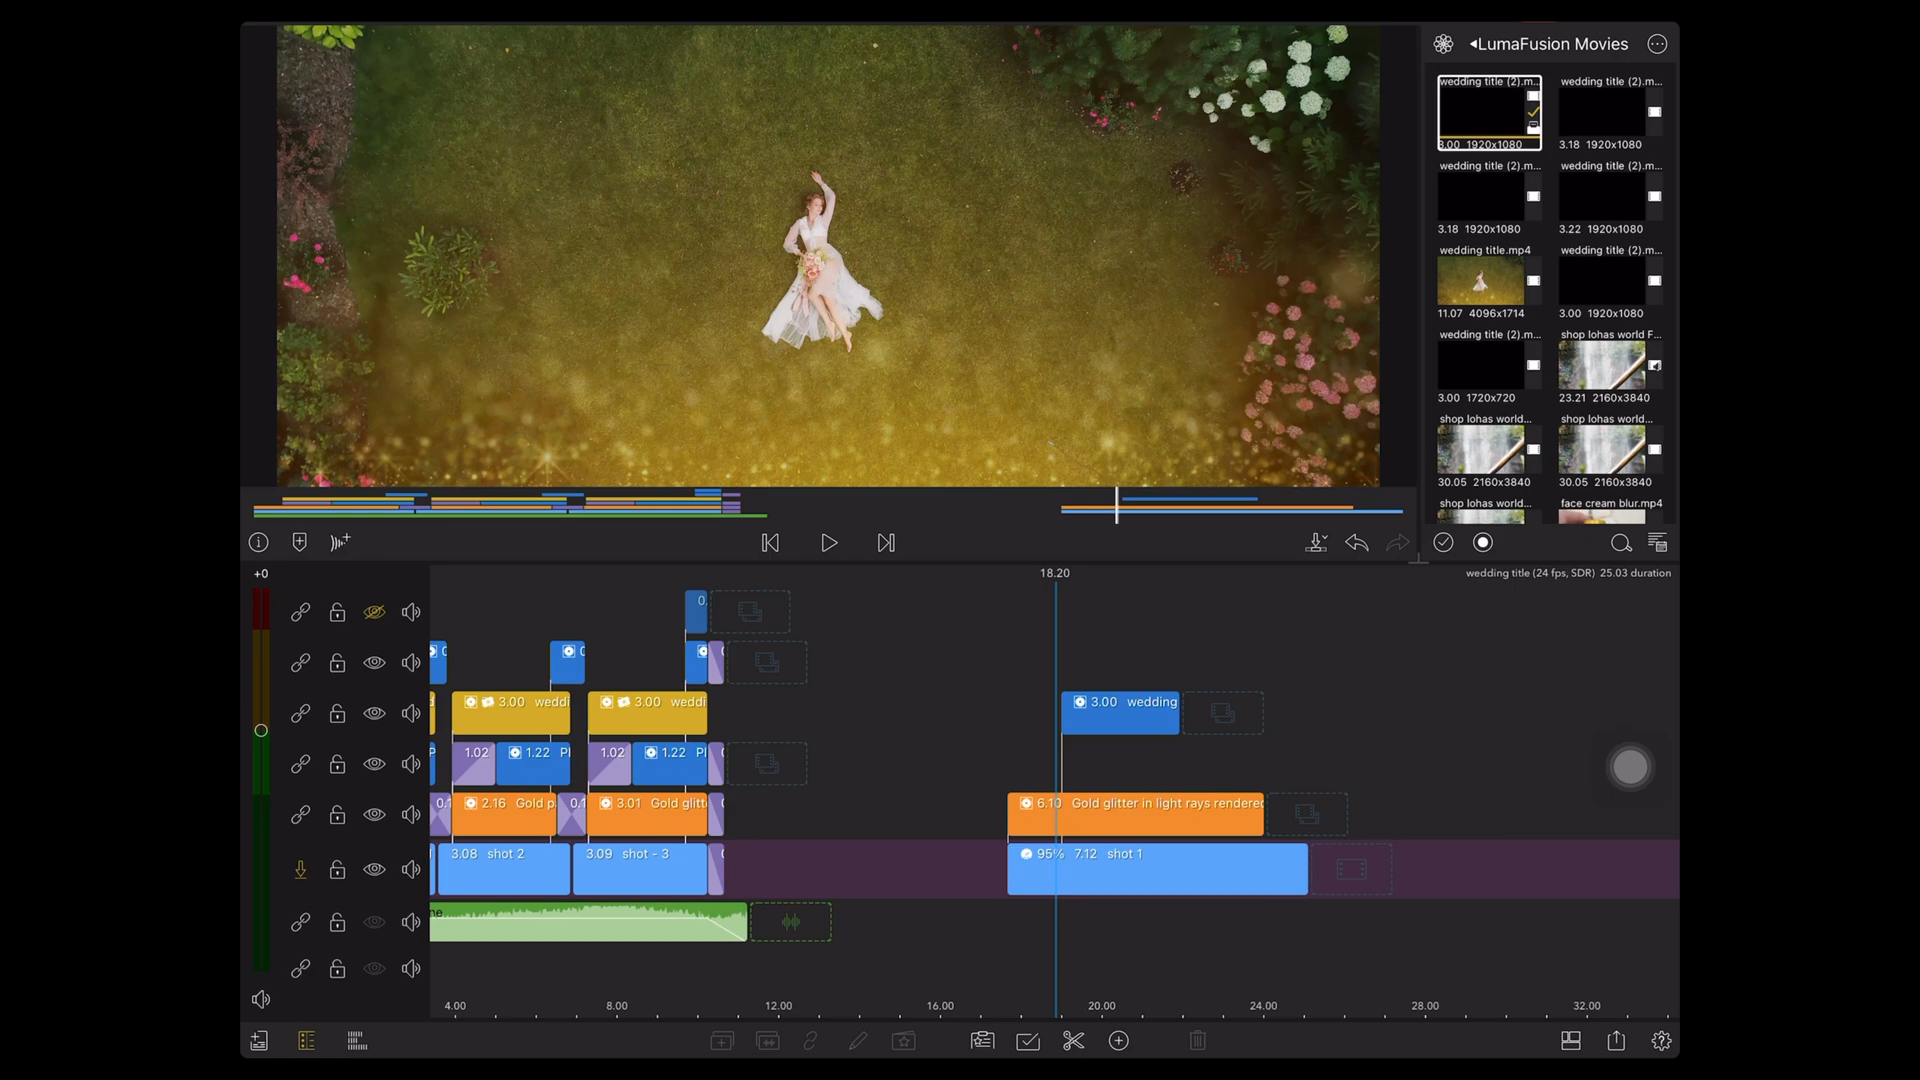 ◂LumaFusion Movies
wedding title (2).m...
wedding title (2).m...
3.00 1920x1080
3.18 1920x1080
wedding title (2).m...
wedding title (2).m...
3.18 1920x1080
3.22 1920x1080
wedding title.mp4
wedding title (2).m...
11.07 4096x1714
3.00 1920x1080
wedding title (2).m...
shop lohas world F...
3.00 1720x720
23.21 2160x3840
shop lohas world...
shop lohas world...
30.05 2160x3840
30.05 2160x3840
shop lohas world...
face cream blur.mp4
+0
18.20
wedding title (24 fps, SDR) 25.03 duration
0.
3.00 weddi
3.00 weddi
3.00 wedding
1.02
1.22 Pl
1.02
1.22 Pl
0.1
2.16 Gold p
0.1
3.01 Gold glitt
6.10 Gold glitter in light rays rendered
3.08 shot 2
3.09 shot - 3
95% 7.12 shot 1
ne
4.00
8.00
12.00
16.00
20.00
24.00
28.00
32.00